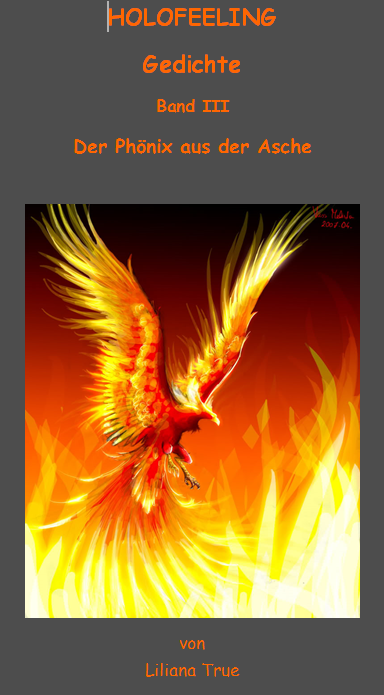 HOLOFEELING
Gedichte
Band III
Der Phönix aus der Asche
von
Liliana True